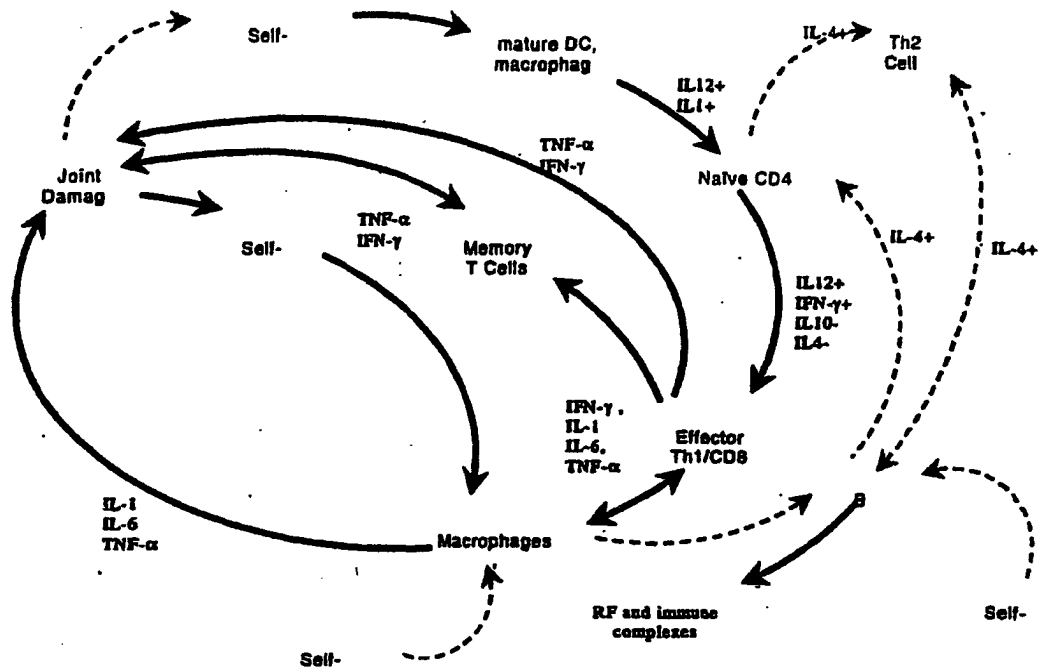 Self-
mature DC,
macrophag
IL-4+
Th2
Cell
IL12+
IL1+
TNF-α
IFN-γ
Joint
Damag
Naïve CD4
Self-
TNF-α
IFN-γ
Memory
T Cells
IL-4+
IL-4+
IL12+
IFN-γ+
IL10-
IL4-
IFN-γ,
IL-1
IL-6,
TNF-α
Effector
Th1/CD8
IL-1
IL-6
TNF-α
Macrophages
B
RF and immune
complexes
Self-
Self-